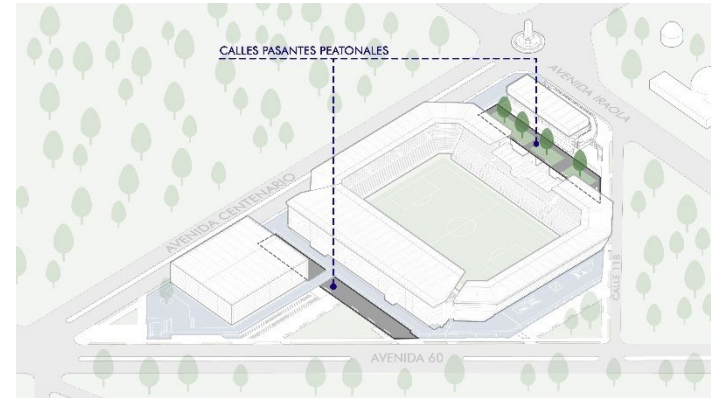 CALLES PASANTES PEATONALES
AVENIDA IRAOLA
AVENIDA CENTENARIO
CALLE 118
AVENIDA 60